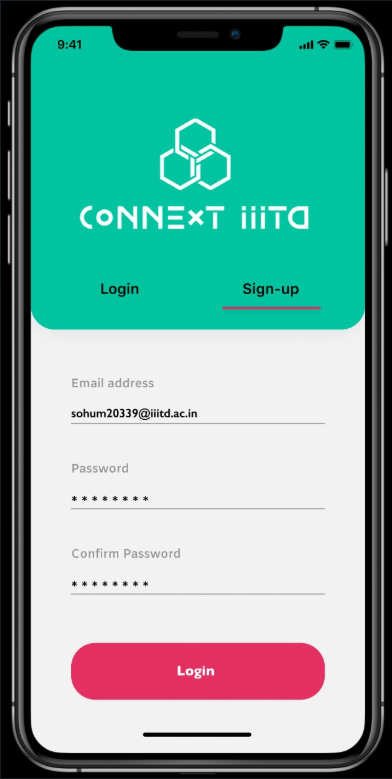 9:41
CoNNExT iiiTD
Login Sign-up
Email address
sohum20339@iiitd.ac.in
Password
********
Confirm Password
********
Login